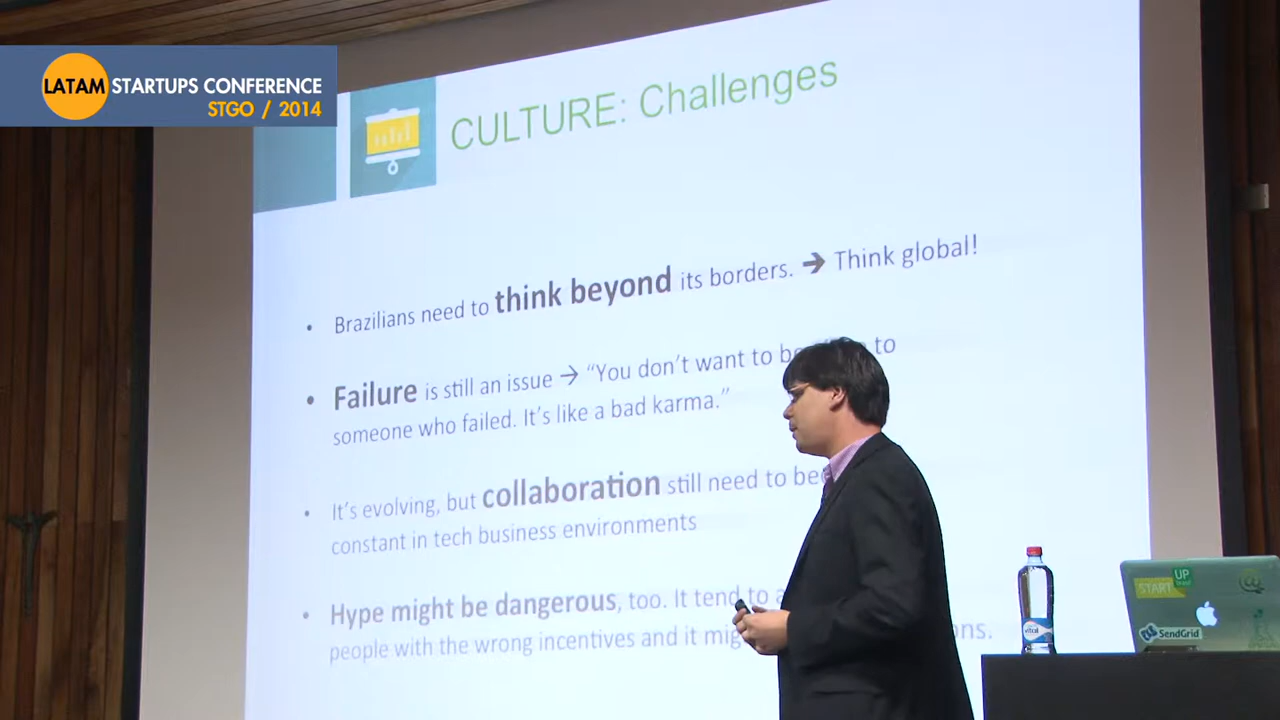 LATAM STARTUPS CONFERENCE
STGO / 2014
CULTURE: Challenges
• Brazilians need to think beyond its borders. ➔ Think global!
• Failure is still an issue → “You don’t want to be to
someone who failed. It’s like a bad karma.”
• It’s evolving, but collaboration still need to
constant in tech business environments
• Hype might be dangerous, too. It tend to
people with the wrong incentives and it
START UP
@
SendGrid
vital